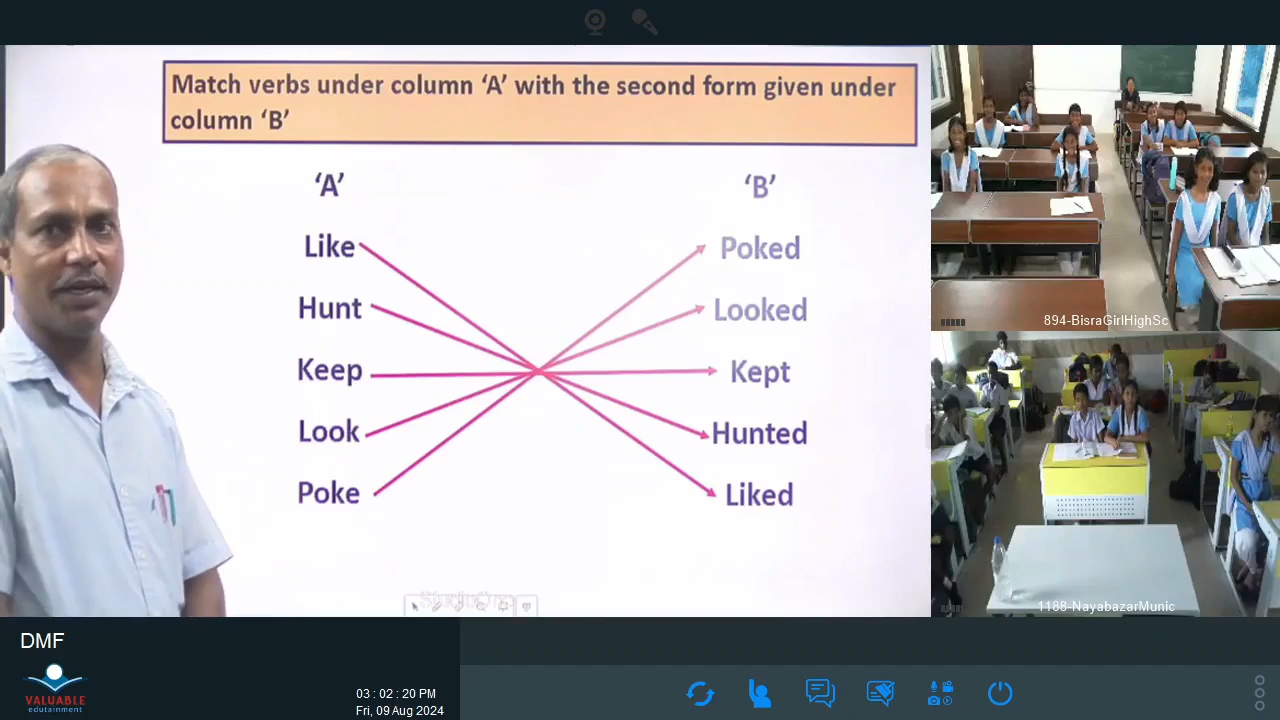 Match verbs under column ‘A’ with the second form given under
column ‘B’
‘A’
‘B’
Like
Poked
Hunt
Looked
Keep
Kept
Look
Hunted
Poke
Liked
894-BisraGirlHighSc
1188-NayabazarMunic
DMF
VALUABLE
edutainment
03 : 02 : 20 PM
Fri, 09 Aug 2024